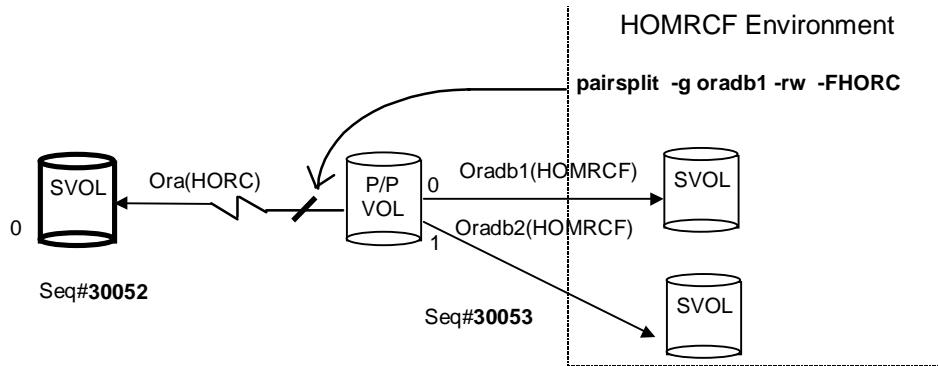 HOMRCF Environment
pairsplit -g oradb1 -rw -FHORC
SVOL
Ora(HORC)
P/P
VOL
0
Oradb1(HOMRCF)
SVOL
0
1
Oradb2(HOMRCF)
Seq#30052
Seq#30053
SVOL